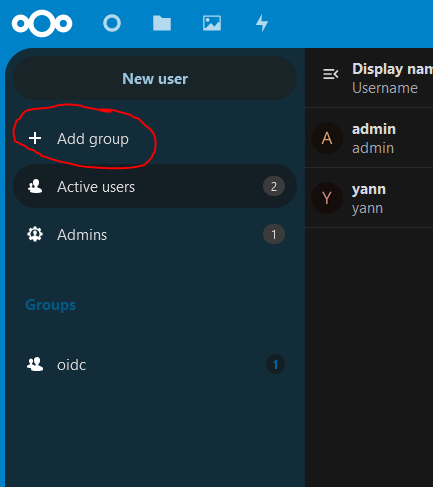 New user
Add group
Active users 2
Admins 1
Groups
oidc 1
Display nam
Username
A admin
admin
Y yann
yann